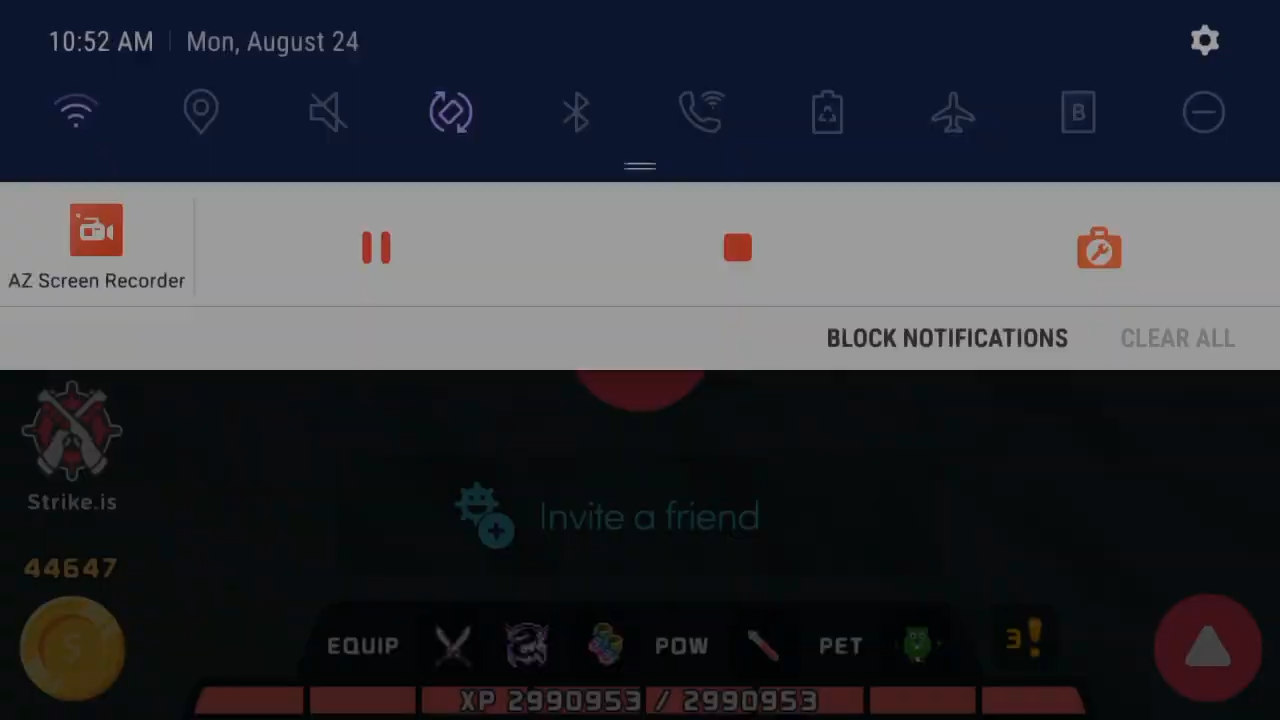 10:52 AM Mon, August 24
B
AZ Screen Recorder
BLOCK NOTIFICATIONS CLEAR ALL
Strike.is
Invite a friend
44647
S
EQUIP POW PET 3!
XP 2990953 / 2990953